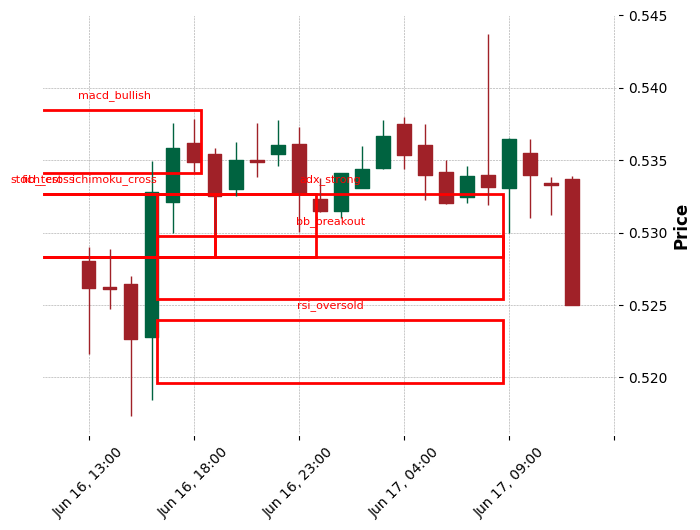 0.545
macd_bullish
0.540
0.535
ichimoku_cross
adx_strong
bb_breakout
0.530
rsi_oversold
0.525
0.520
Price
Jun 16, 13:00
Jun 16, 18:00
Jun 16, 23:00
Jun 17, 04:00
Jun 17, 09:00